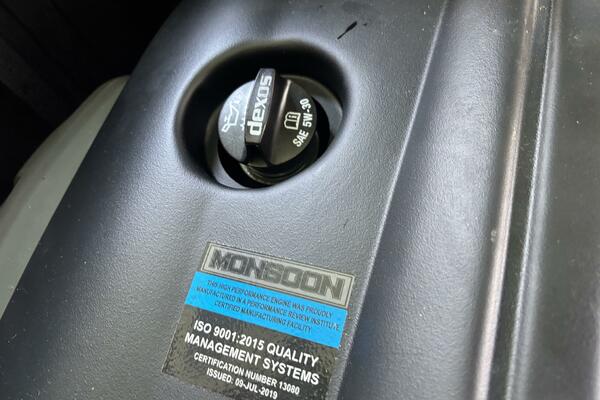 dexos
SAE 5W-30
MONSOON
THIS HIGH PERFORMANCE ENGINE WAS PROUDLY
MANUFACTURED IN A PERFORMANCE REVIEW INSTITUTE
CERTIFIED MANUFACTURING FACILITY
ISO 9001:2015 QUALITY
MANAGEMENT SYSTEMS
CERTIFICATION NUMBER 13080
ISSUED: 09-JUL-2019